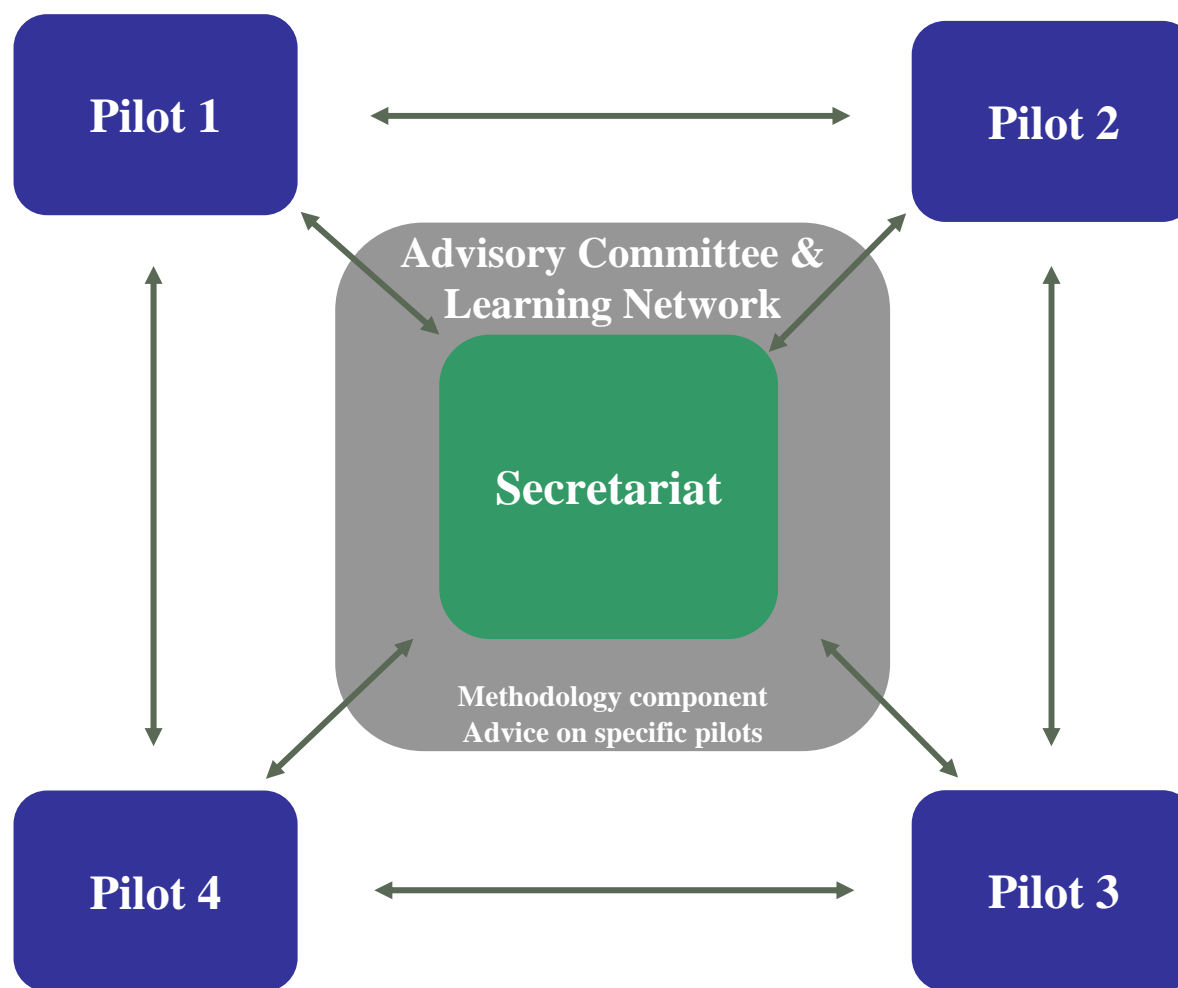 Pilot 1
Pilot 2
Advisory Committee &
Learning Network
Secretariat
Methodology component
Advice on specific pilots
Pilot 4
Pilot 3